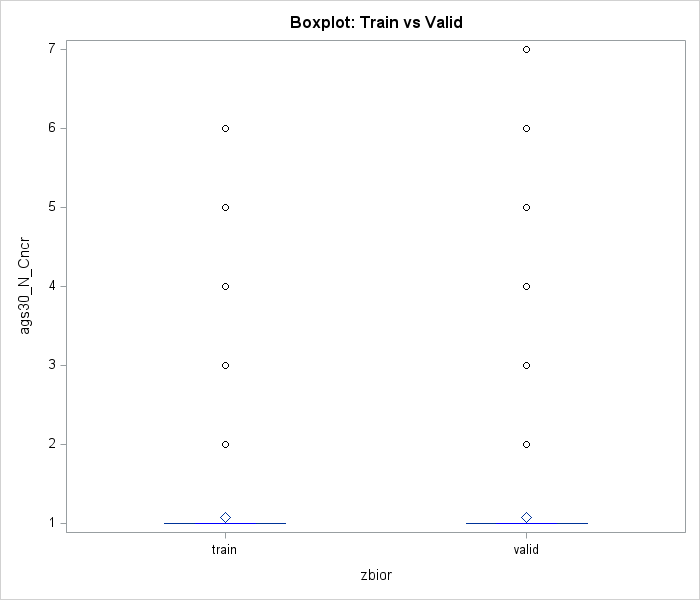 Boxplot: Train vs Valid
7
6
5
4
3
2
1
ags30_N_Cncr
train
valid
zbior